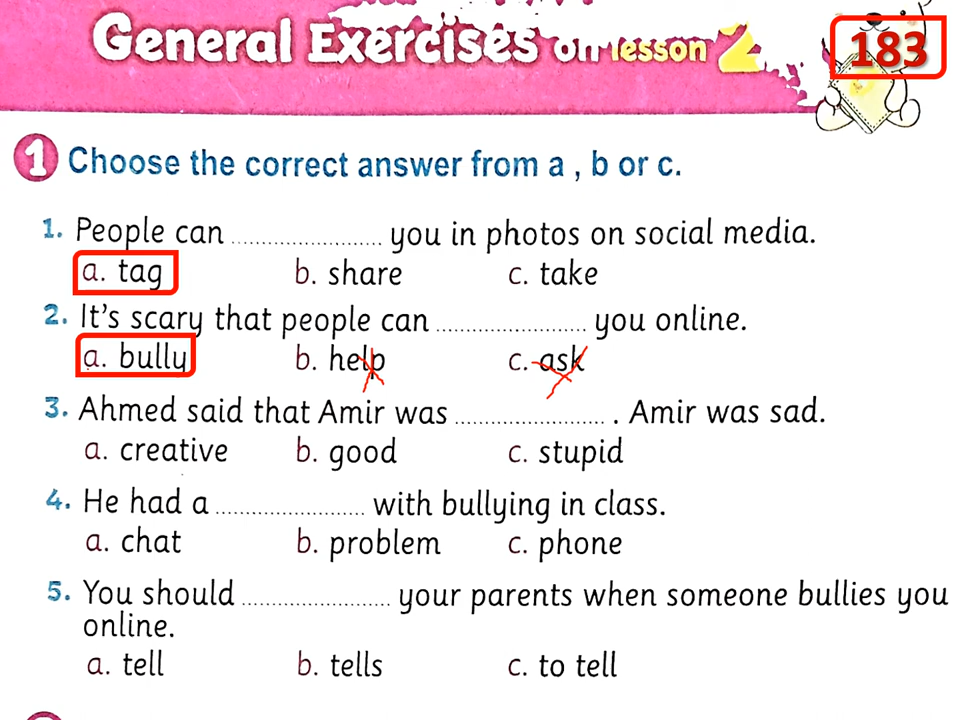 General Exercises on lesson 2
183
1 Choose the correct answer from a , b or c.
1. People can ........................ you in photos on social media.
a. tag b. share c. take
2. It's scary that people can ........................ you online.
a. bully b. help c. ask
3. Ahmed said that Amir was ........................ . Amir was sad.
a. creative b. good c. stupid
4. He had a ........................ with bullying in class.
a. chat b. problem c. phone
5. You should ........................ your parents when someone bullies you
online.
a. tell b. tells c. to tell